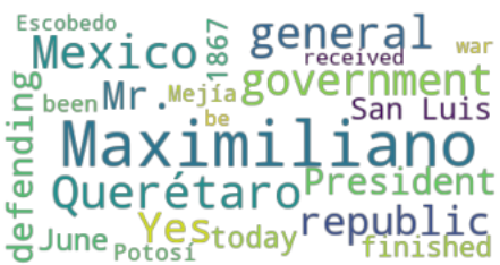 Escobedo
Mexico
1867
general
received
war
been
Mr.
Mejía
be
government
San Luis
defending
Maximiliano
Querétaro
President
Yes
republic
June
Potosí
today
finished